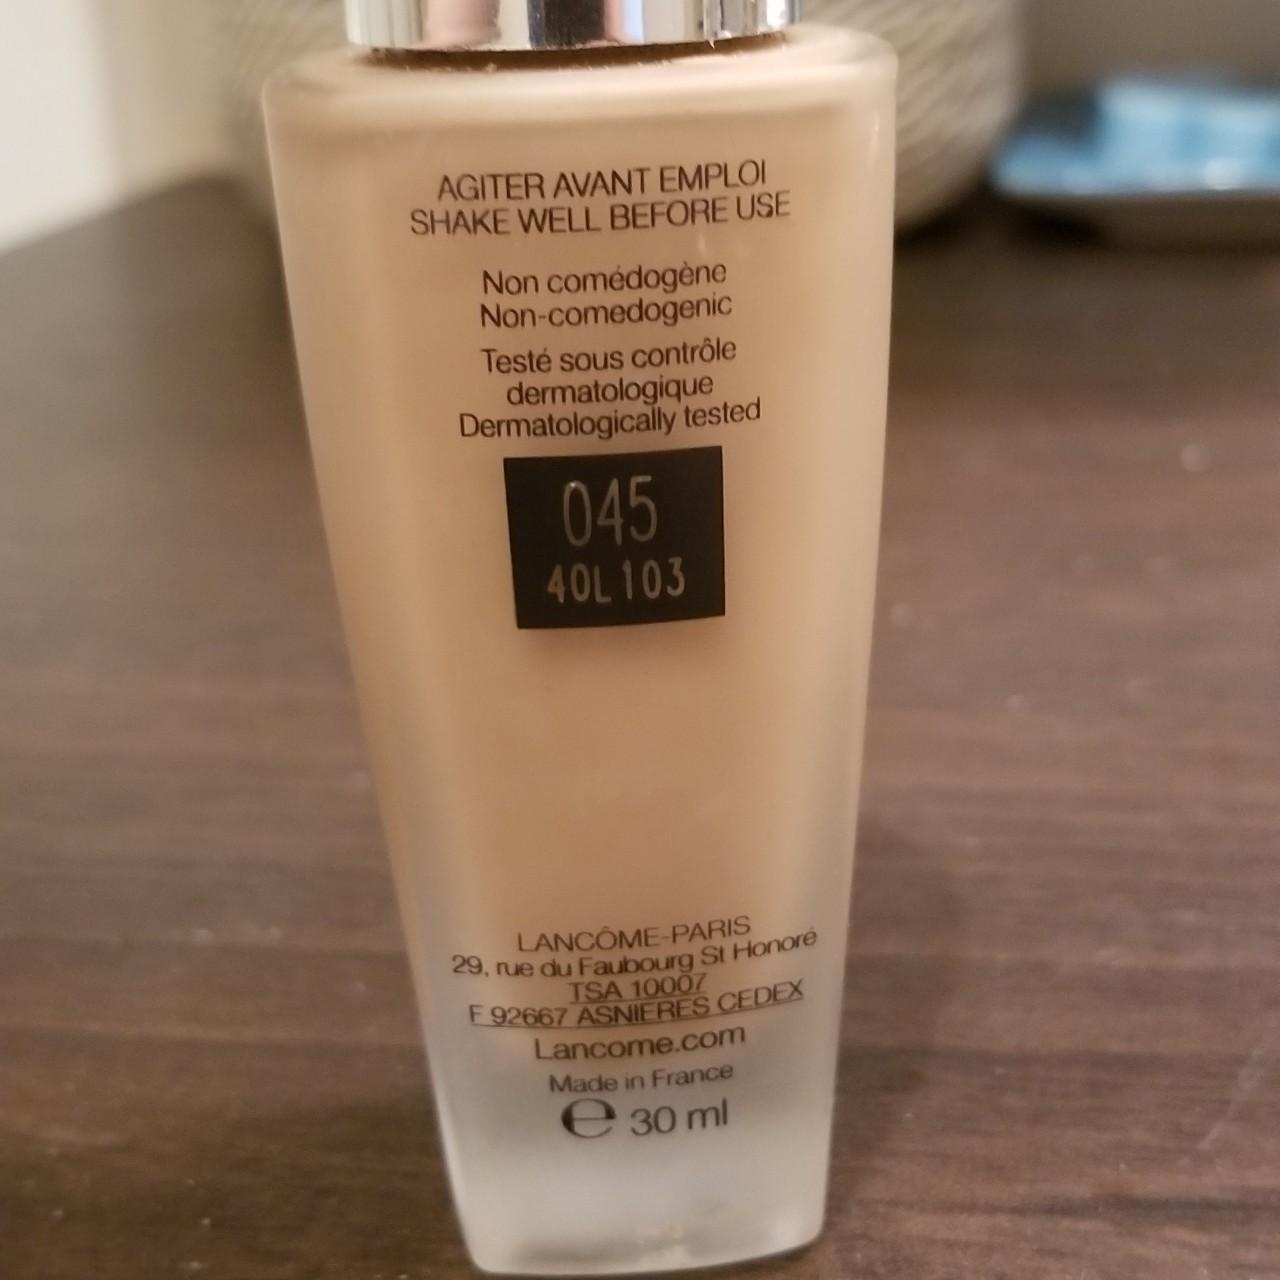 AGITER AVANT EMPLOI
SHAKE WELL BEFORE USE
Non comédogène
Non-comedogenic
Testé sous contrôle
dermatologique
Dermatologically tested
045
40L103
LANCÔME-PARIS
29, rue du Faubourg St Honoré
TSA 10007
F 92667 ASNIERES CEDEX
Lancome.com
Made in France
℮ 30 ml